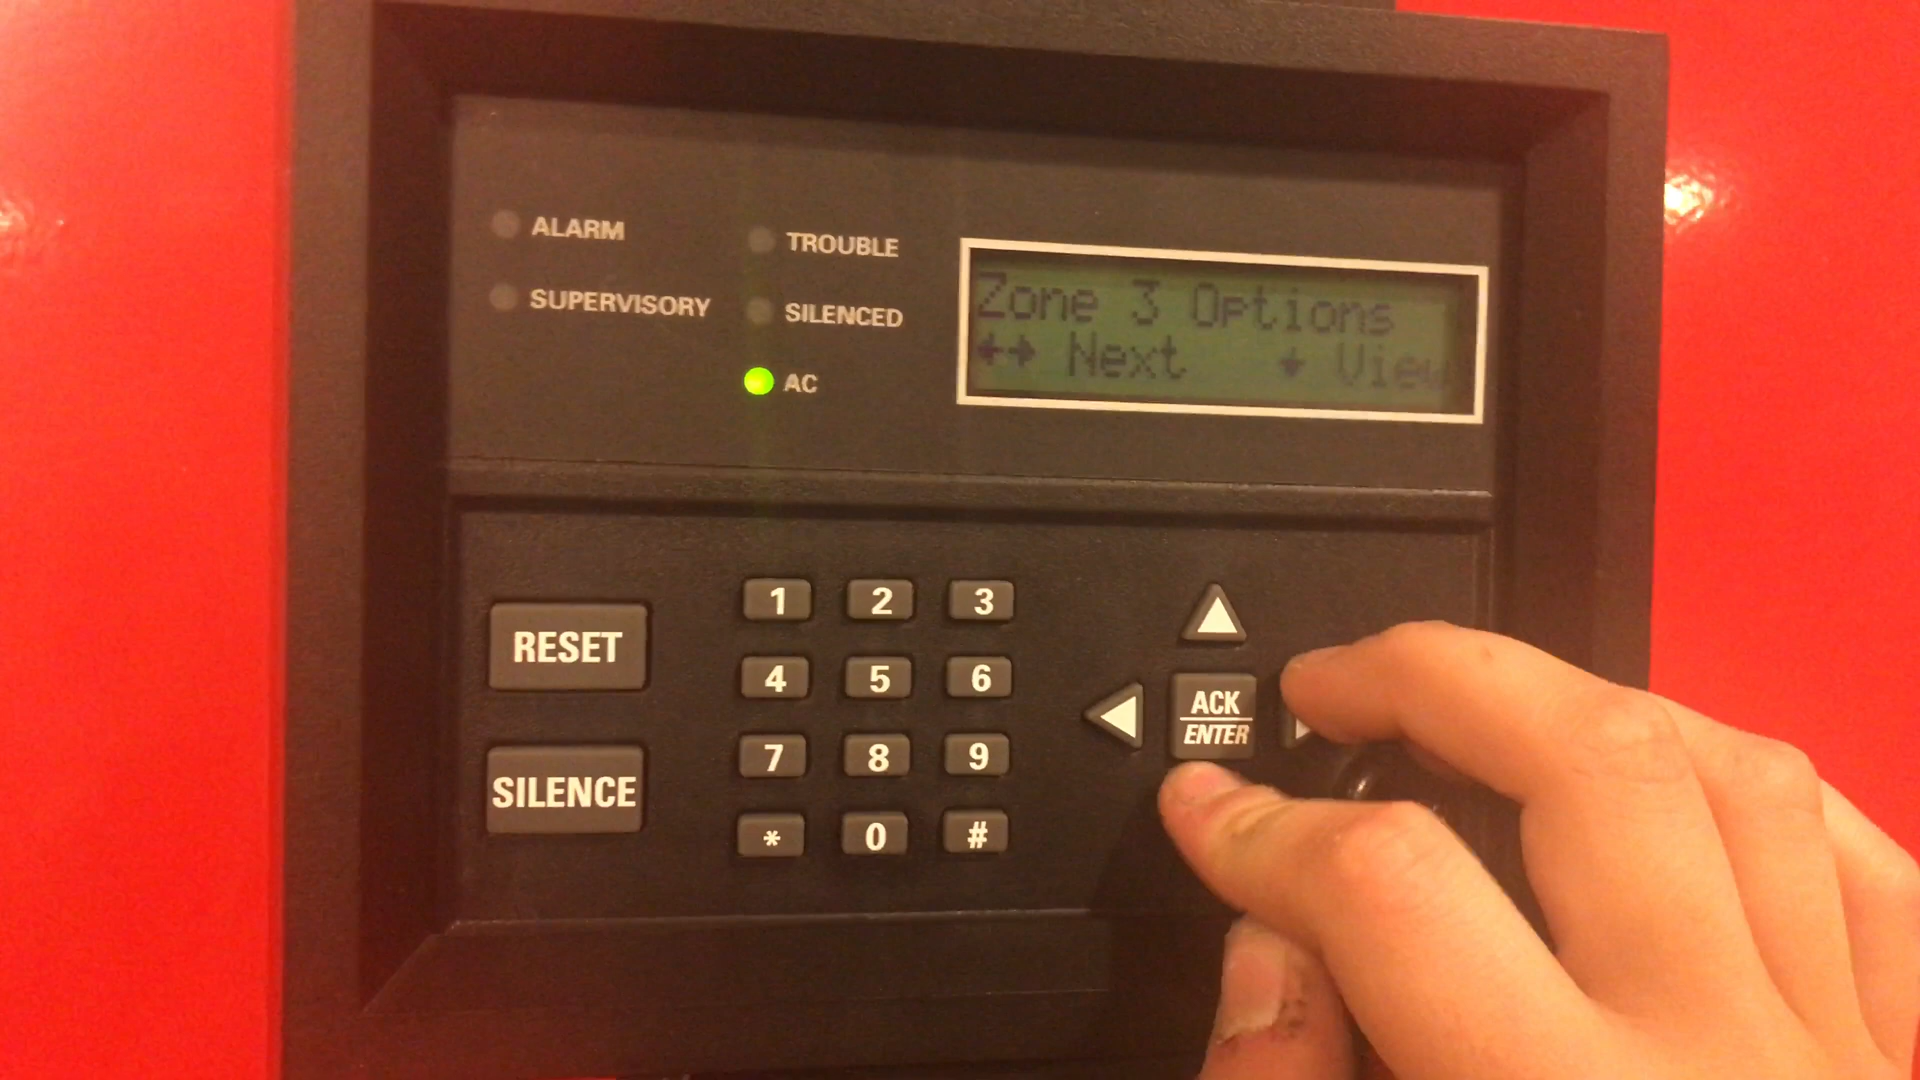 ALARM
TROUBLE
SUPERVISORY
SILENCED
AC
Zone 3 Options
←→ Next ↓ View
RESET
SILENCE
1 2 3
4 5 6
7 8 9
* 0 #
ACK
ENTER